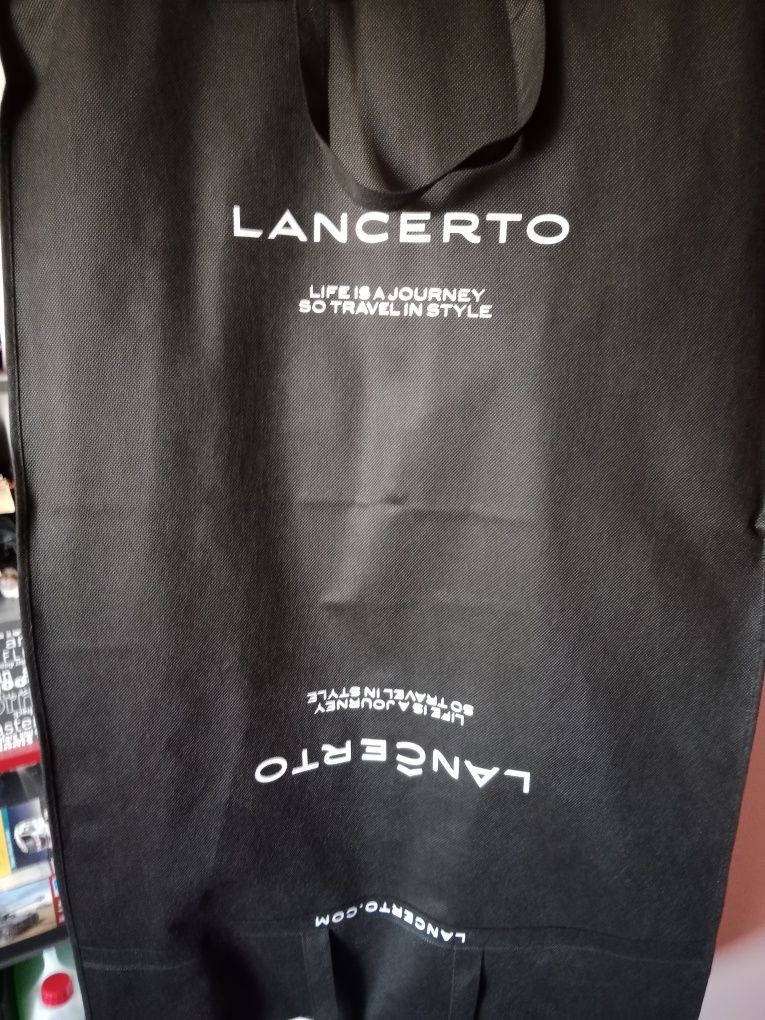 LANCERTO
LIFE IS A JOURNEY
SO TRAVEL IN STYLE
LIFE IS A JOURNEY
SO TRAVEL IN STYLE
LANCERTO
LANCERTO.COM